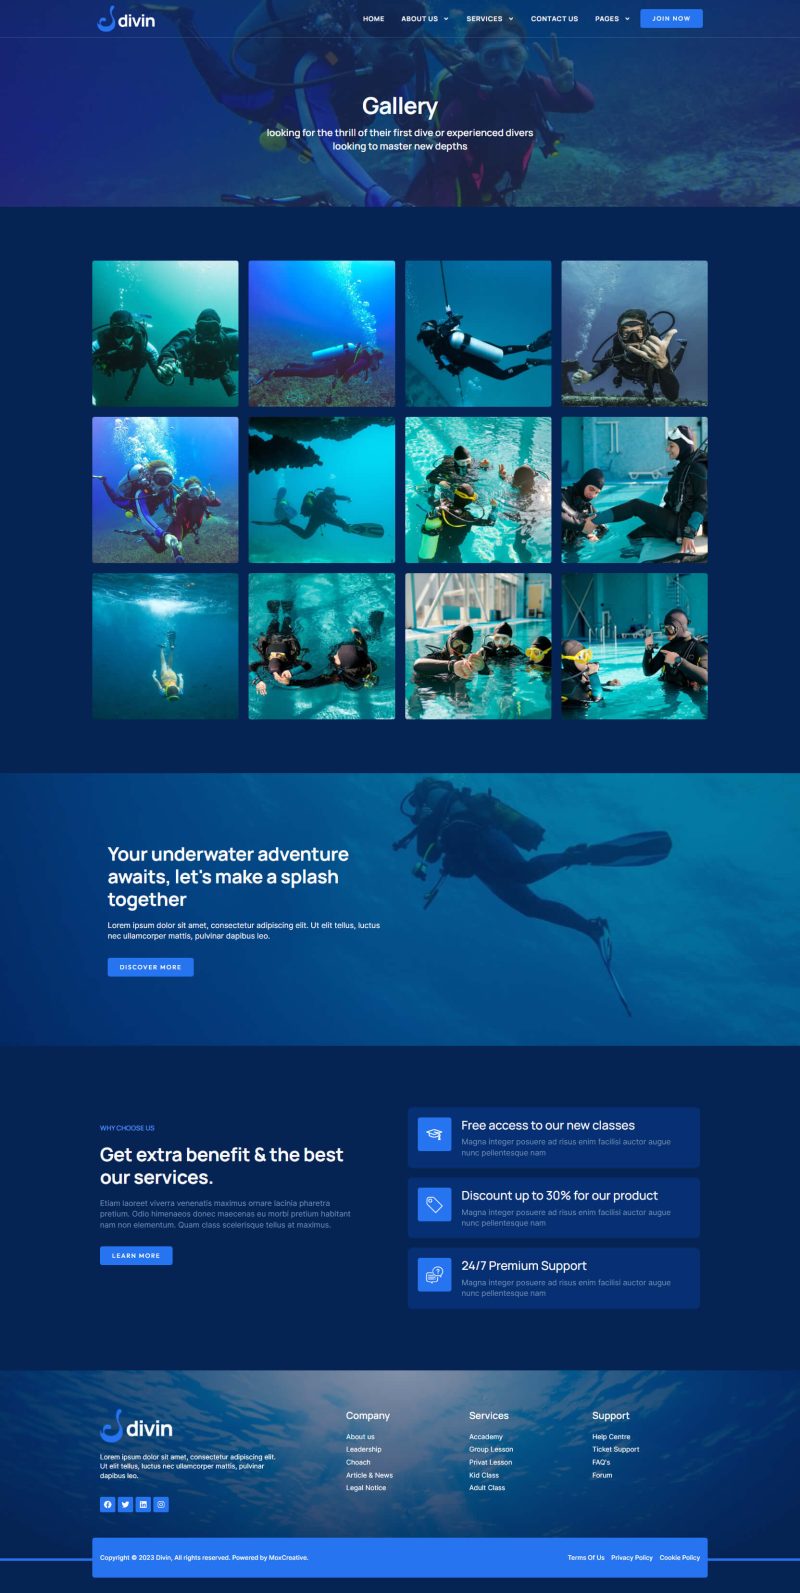 divin
HOME ABOUT US SERVICES CONTACT US PAGES JOIN NOW
Gallery
looking for the thrill of their first dive or experienced divers
looking to master new depths
Your underwater adventure
awaits, let's make a splash
together
Lorem ipsum dolor sit amet, consectetur adipiscing elit. Ut elit tellus, luctus
nec ullamcorper mattis, pulvinar dapibus leo.
DISCOVER MORE
WHY CHOOSE US
Get extra benefit & the best
our services.
Etiam laoreet viverra venenatis maximus ornare lacinia pharetra
pretium. Odio himenaeos donec maecenas eu morbi pretium habitant
nam non elementum. Quam class scelerisque tellus at maximus.
LEARN MORE
Free access to our new classes
Magna integer posuere ad risus enim facilisi auctor augue
nunc pellentesque nam
Discount up to 30% for our product
Magna integer posuere ad risus enim facilisi auctor augue
nunc pellentesque nam
24/7 Premium Support
Magna integer posuere ad risus enim facilisi auctor augue
nunc pellentesque nam
divin
Lorem ipsum dolor sit amet, consectetur adipiscing elit.
Ut elit tellus, luctus nec ullamcorper mattis, pulvinar
dapibus leo.
Company
About us
Leadership
Choach
Article & News
Legal Notice
Services
Accademy
Group Lesson
Privat Lesson
Kid Class
Adult Class
Support
Help Centre
Ticket Support
FAQ's
Forum
Copyright © 2023 Divin, All rights reserved. Powered by MoxCreative.
Terms Of Us Privacy Policy Cookie Policy